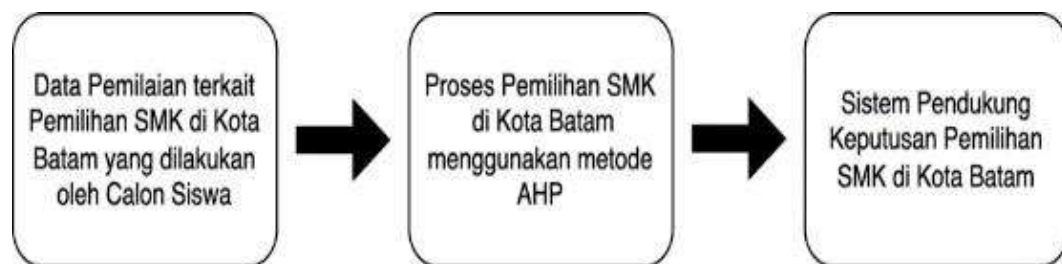 Data Pemilaian terkait
Pemilihan SMK di Kota
Batam yang dilakukan
oleh Calon Siswa
Proses Pemilihan SMK
di Kota Batam
menggunakan metode
AHP
Sistem Pendukung
Keputusan Pemilihan
SMK di Kota Batam